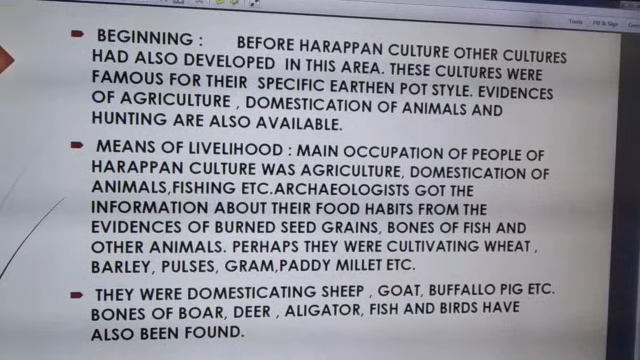 Tools Fill & Sign
BEGINNING : BEFORE HARAPPAN CULTURE OTHER CULTURES
HAD ALSO DEVELOPED IN THIS AREA. THESE CULTURES WERE
FAMOUS FOR THEIR SPECIFIC EARTHEN POT STYLE. EVIDENCES
OF AGRICULTURE , DOMESTICATION OF ANIMALS AND
HUNTING ARE ALSO AVAILABLE.
MEANS OF LIVELIHOOD : MAIN OCCUPATION OF PEOPLE OF
HARAPPAN CULTURE WAS AGRICULTURE, DOMESTICATION OF
ANIMALS,FISHING ETC.ARCHAEOLOGISTS GOT THE
INFORMATION ABOUT THEIR FOOD HABITS FROM THE
EVIDENCES OF BURNED SEED GRAINS, BONES OF FISH AND
OTHER ANIMALS. PERHAPS THEY WERE CULTIVATING WHEAT ,
BARLEY, PULSES, GRAM,PADDY MILLET ETC.
THEY WERE DOMESTICATING SHEEP , GOAT, BUFFALLO PIG ETC.
BONES OF BOAR, DEER , ALIGATOR, FISH AND BIRDS HAVE
ALSO BEEN FOUND.